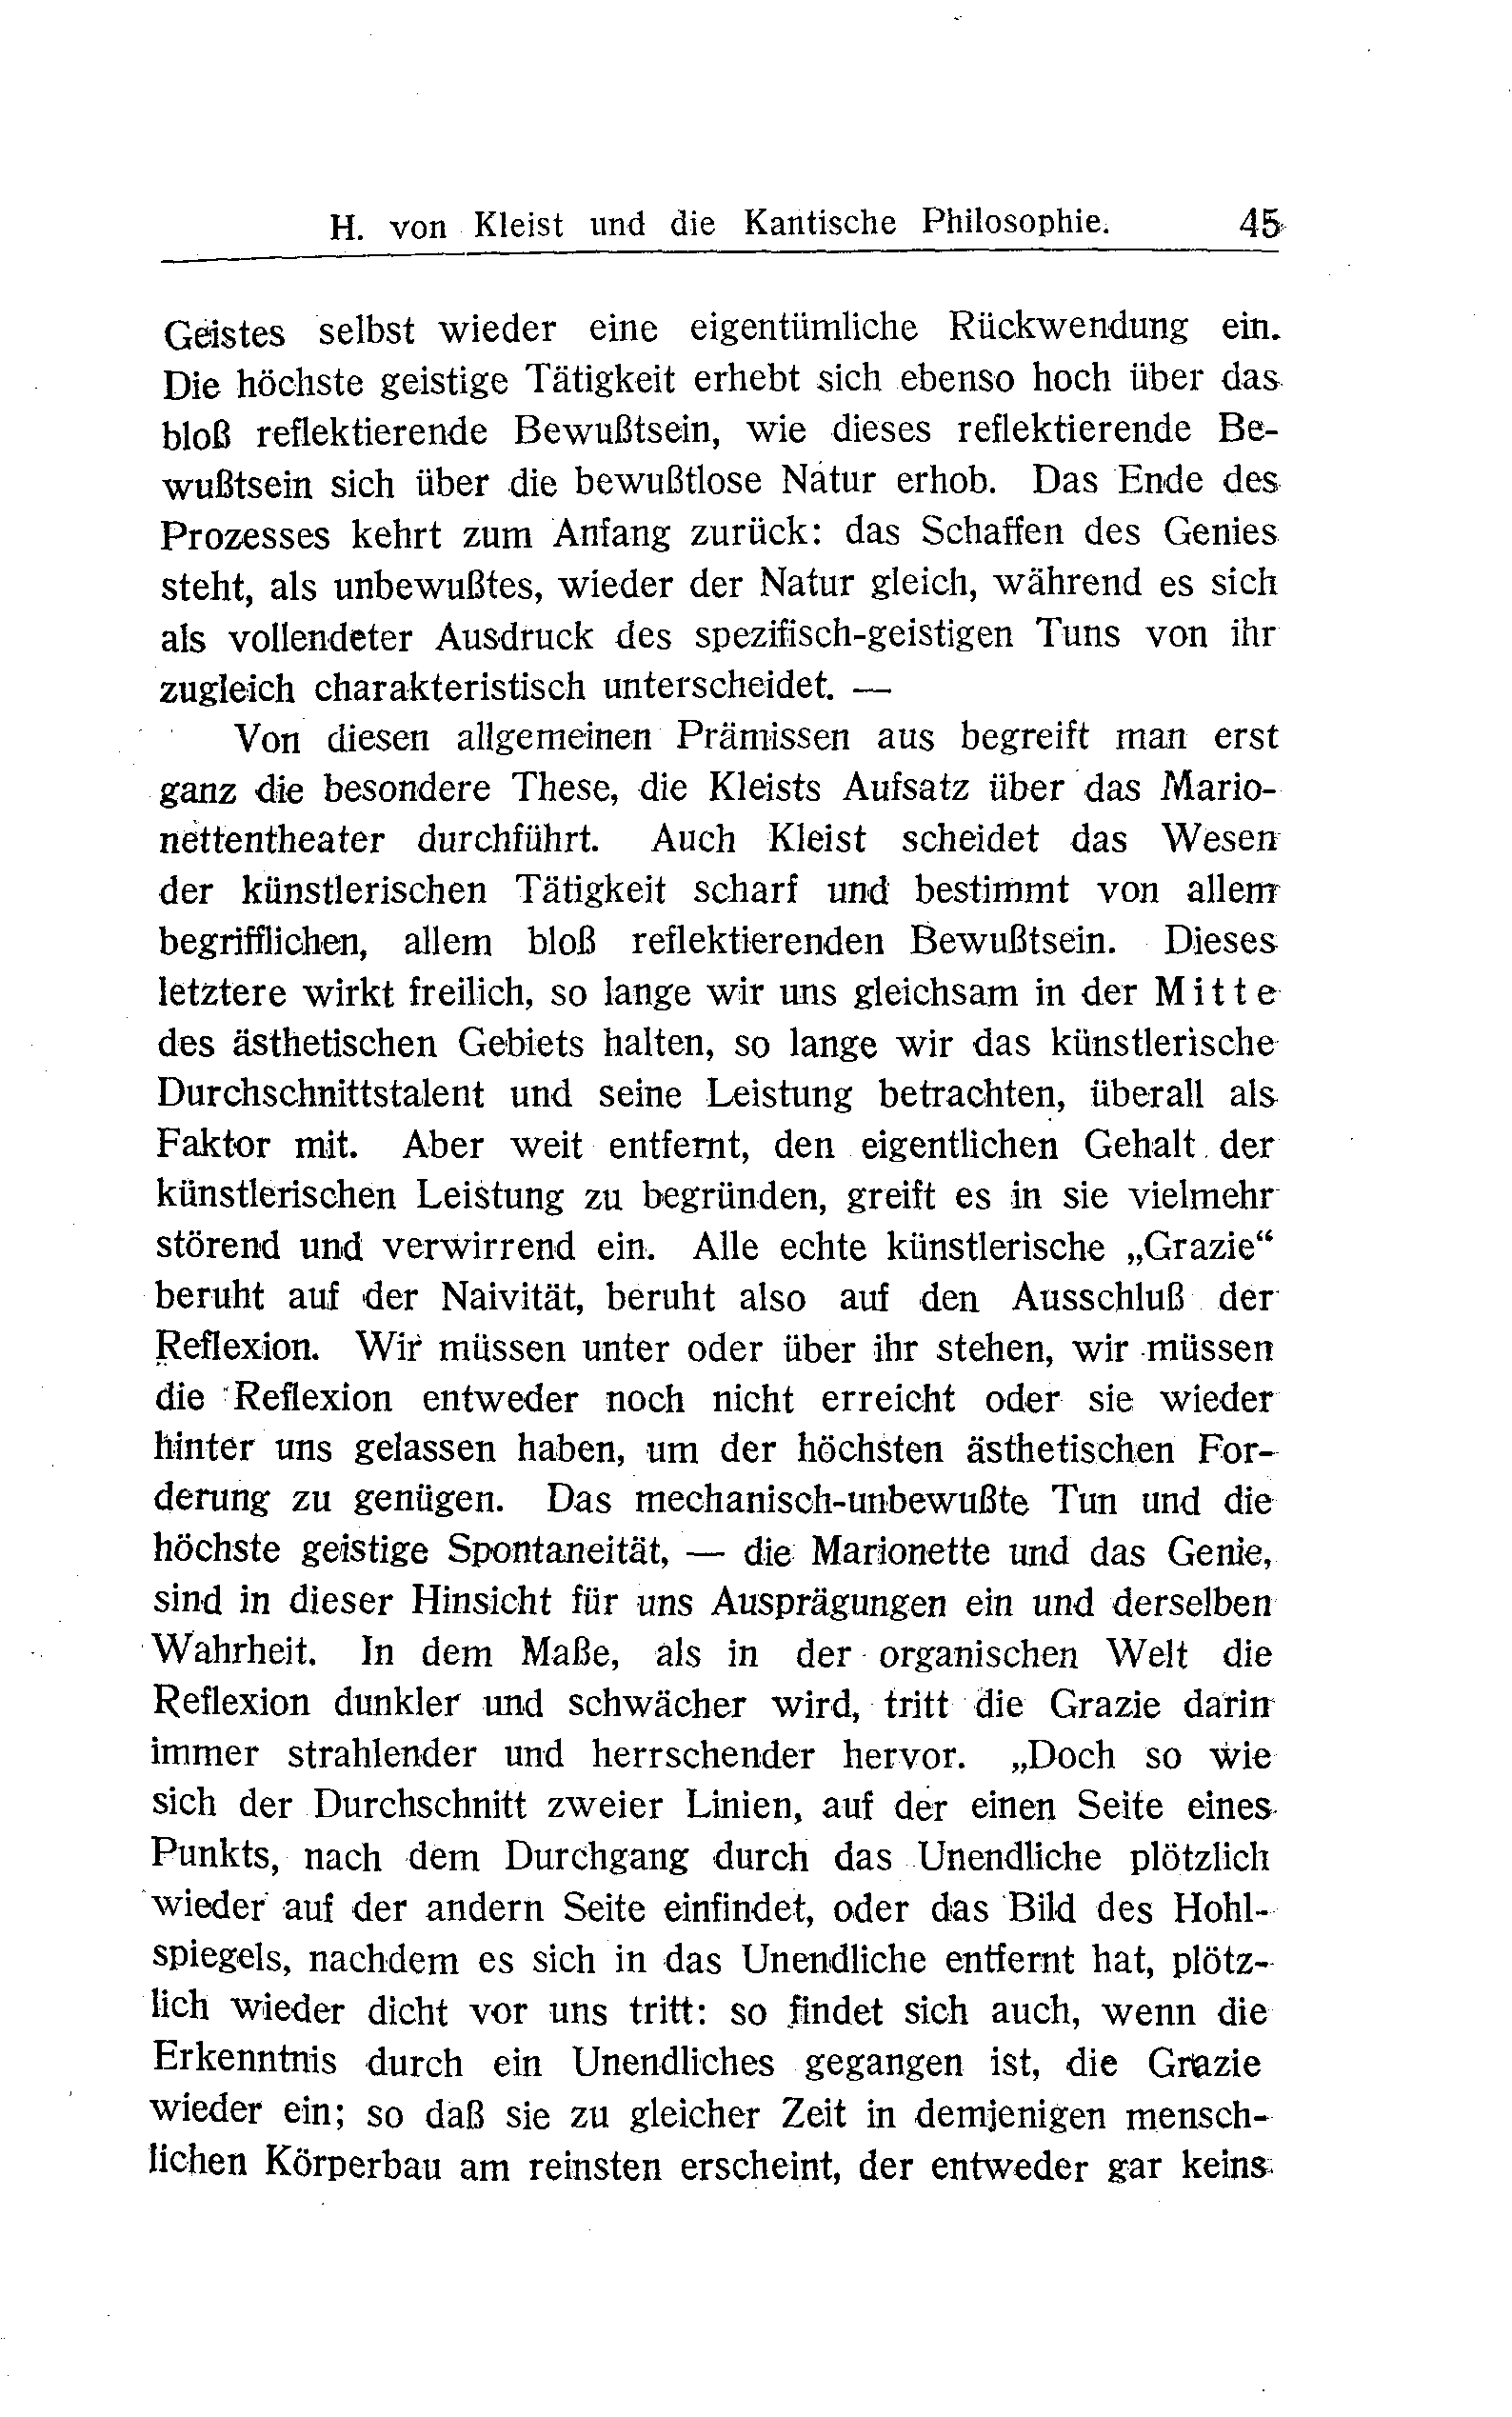 H. von Kleist und die Kantische Philosophie. 45
Geistes selbst wieder eine eigentümliche Rückwendung ein.
Die höchste geistige Tätigkeit erhebt sich ebenso hoch über das
bloß reflektierende Bewußtsein, wie dieses reflektierende Be-
wußtsein sich über die bewußtlose Natur erhob. Das Ende des
Prozesses kehrt zum Anfang zurück: das Schaffen des Genies
steht, als unbewußtes, wieder der Natur gleich, während es sich
als vollendeter Ausdruck des spezifisch-geistigen Tuns von ihr
zugleich charakteristisch unterscheidet. —
Von diesen allgemeinen Prämissen aus begreift man erst
ganz die besondere These, die Kleists Aufsatz über das Mario-
nettentheater durchführt. Auch Kleist scheidet das Wesen
der künstlerischen Tätigkeit scharf und bestimmt von allem
begrifflichen, allem bloß reflektierenden Bewußtsein. Dieses
letztere wirkt freilich, so lange wir uns gleichsam in der Mitte
des ästhetischen Gebiets halten, so lange wir das künstlerische
Durchschnittstalent und seine Leistung betrachten, überall als
Faktor mit. Aber weit entfernt, den eigentlichen Gehalt der
künstlerischen Leistung zu begründen, greift es in sie vielmehr
störend und verwirrend ein. Alle echte künstlerische „Grazie“
beruht auf der Naivität, beruht also auf den Ausschluß der
Reflexion. Wir müssen unter oder über ihr stehen, wir müssen
die Reflexion entweder noch nicht erreicht oder sie wieder
hinter uns gelassen haben, um der höchsten ästhetischen For-
derung zu genügen. Das mechanisch-unbewußte Tun und die
höchste geistige Spontaneität, — die Marionette und das Genie,
sind in dieser Hinsicht für uns Ausprägungen ein und derselben
Wahrheit. In dem Maße, als in der organischen Welt die
Reflexion dunkler und schwächer wird, tritt die Grazie darin
immer strahlender und herrschender hervor. „Doch so wie
sich der Durchschnitt zweier Linien, auf der einen Seite eines
Punkts, nach dem Durchgang durch das Unendliche plötzlich
wieder auf der andern Seite einfindet, oder das Bild des Hohl-
spiegels, nachdem es sich in das Unendliche entfernt hat, plötz-
lich wieder dicht vor uns tritt: so findet sich auch, wenn die
Erkenntnis durch ein Unendliches gegangen ist, die Grazie
wieder ein; so daß sie zu gleicher Zeit in demjenigen mensch-
lichen Körperbau am reinsten erscheint, der entweder gar keins